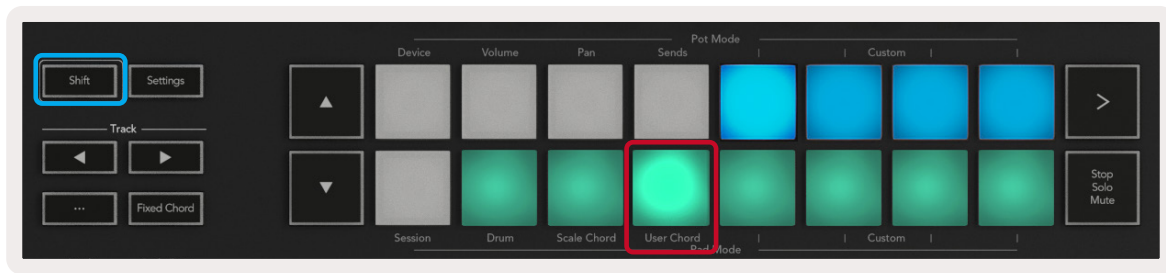 Pot Mode
Device Volume Pan Sends Custom
Shift Settings
Track
... Fixed Chord
Stop
Solo
Mute
Session Drum Scale Chord User Chord Custom
Pad Mode